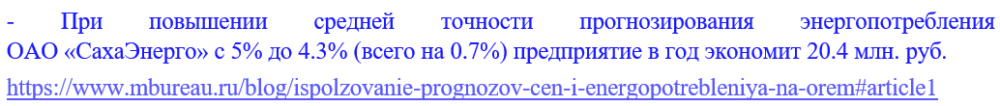 - При повышении средней точности прогнозирования энергопотребления
ОАО «СахаЭнерго» с 5% до 4.3% (всего на 0.7%) предприятие в год экономит 20.4 млн. руб.
https://www.mbureau.ru/blog/ispolzovanie-prognozov-cen-i-energopotrebleniya-na-orem#article1